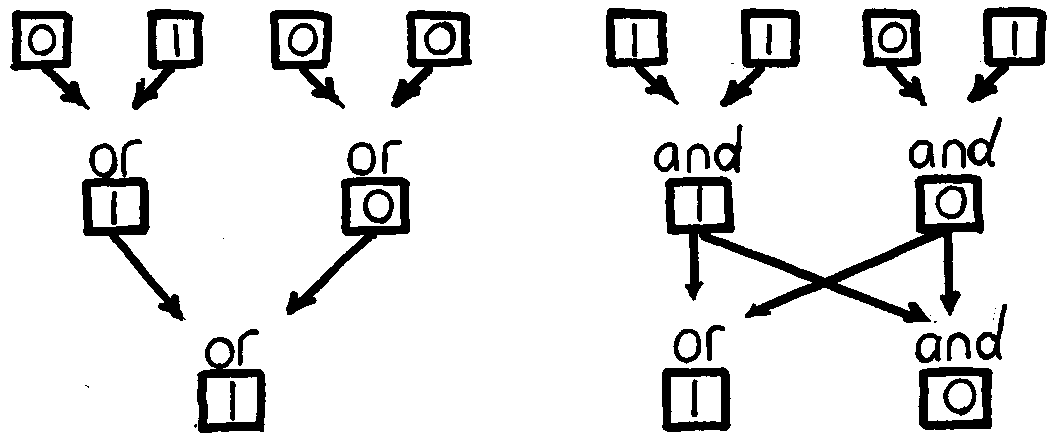 0 1 0 0 1 1 0 1
or or and and
1 0 1 0
or or and
1 1 0